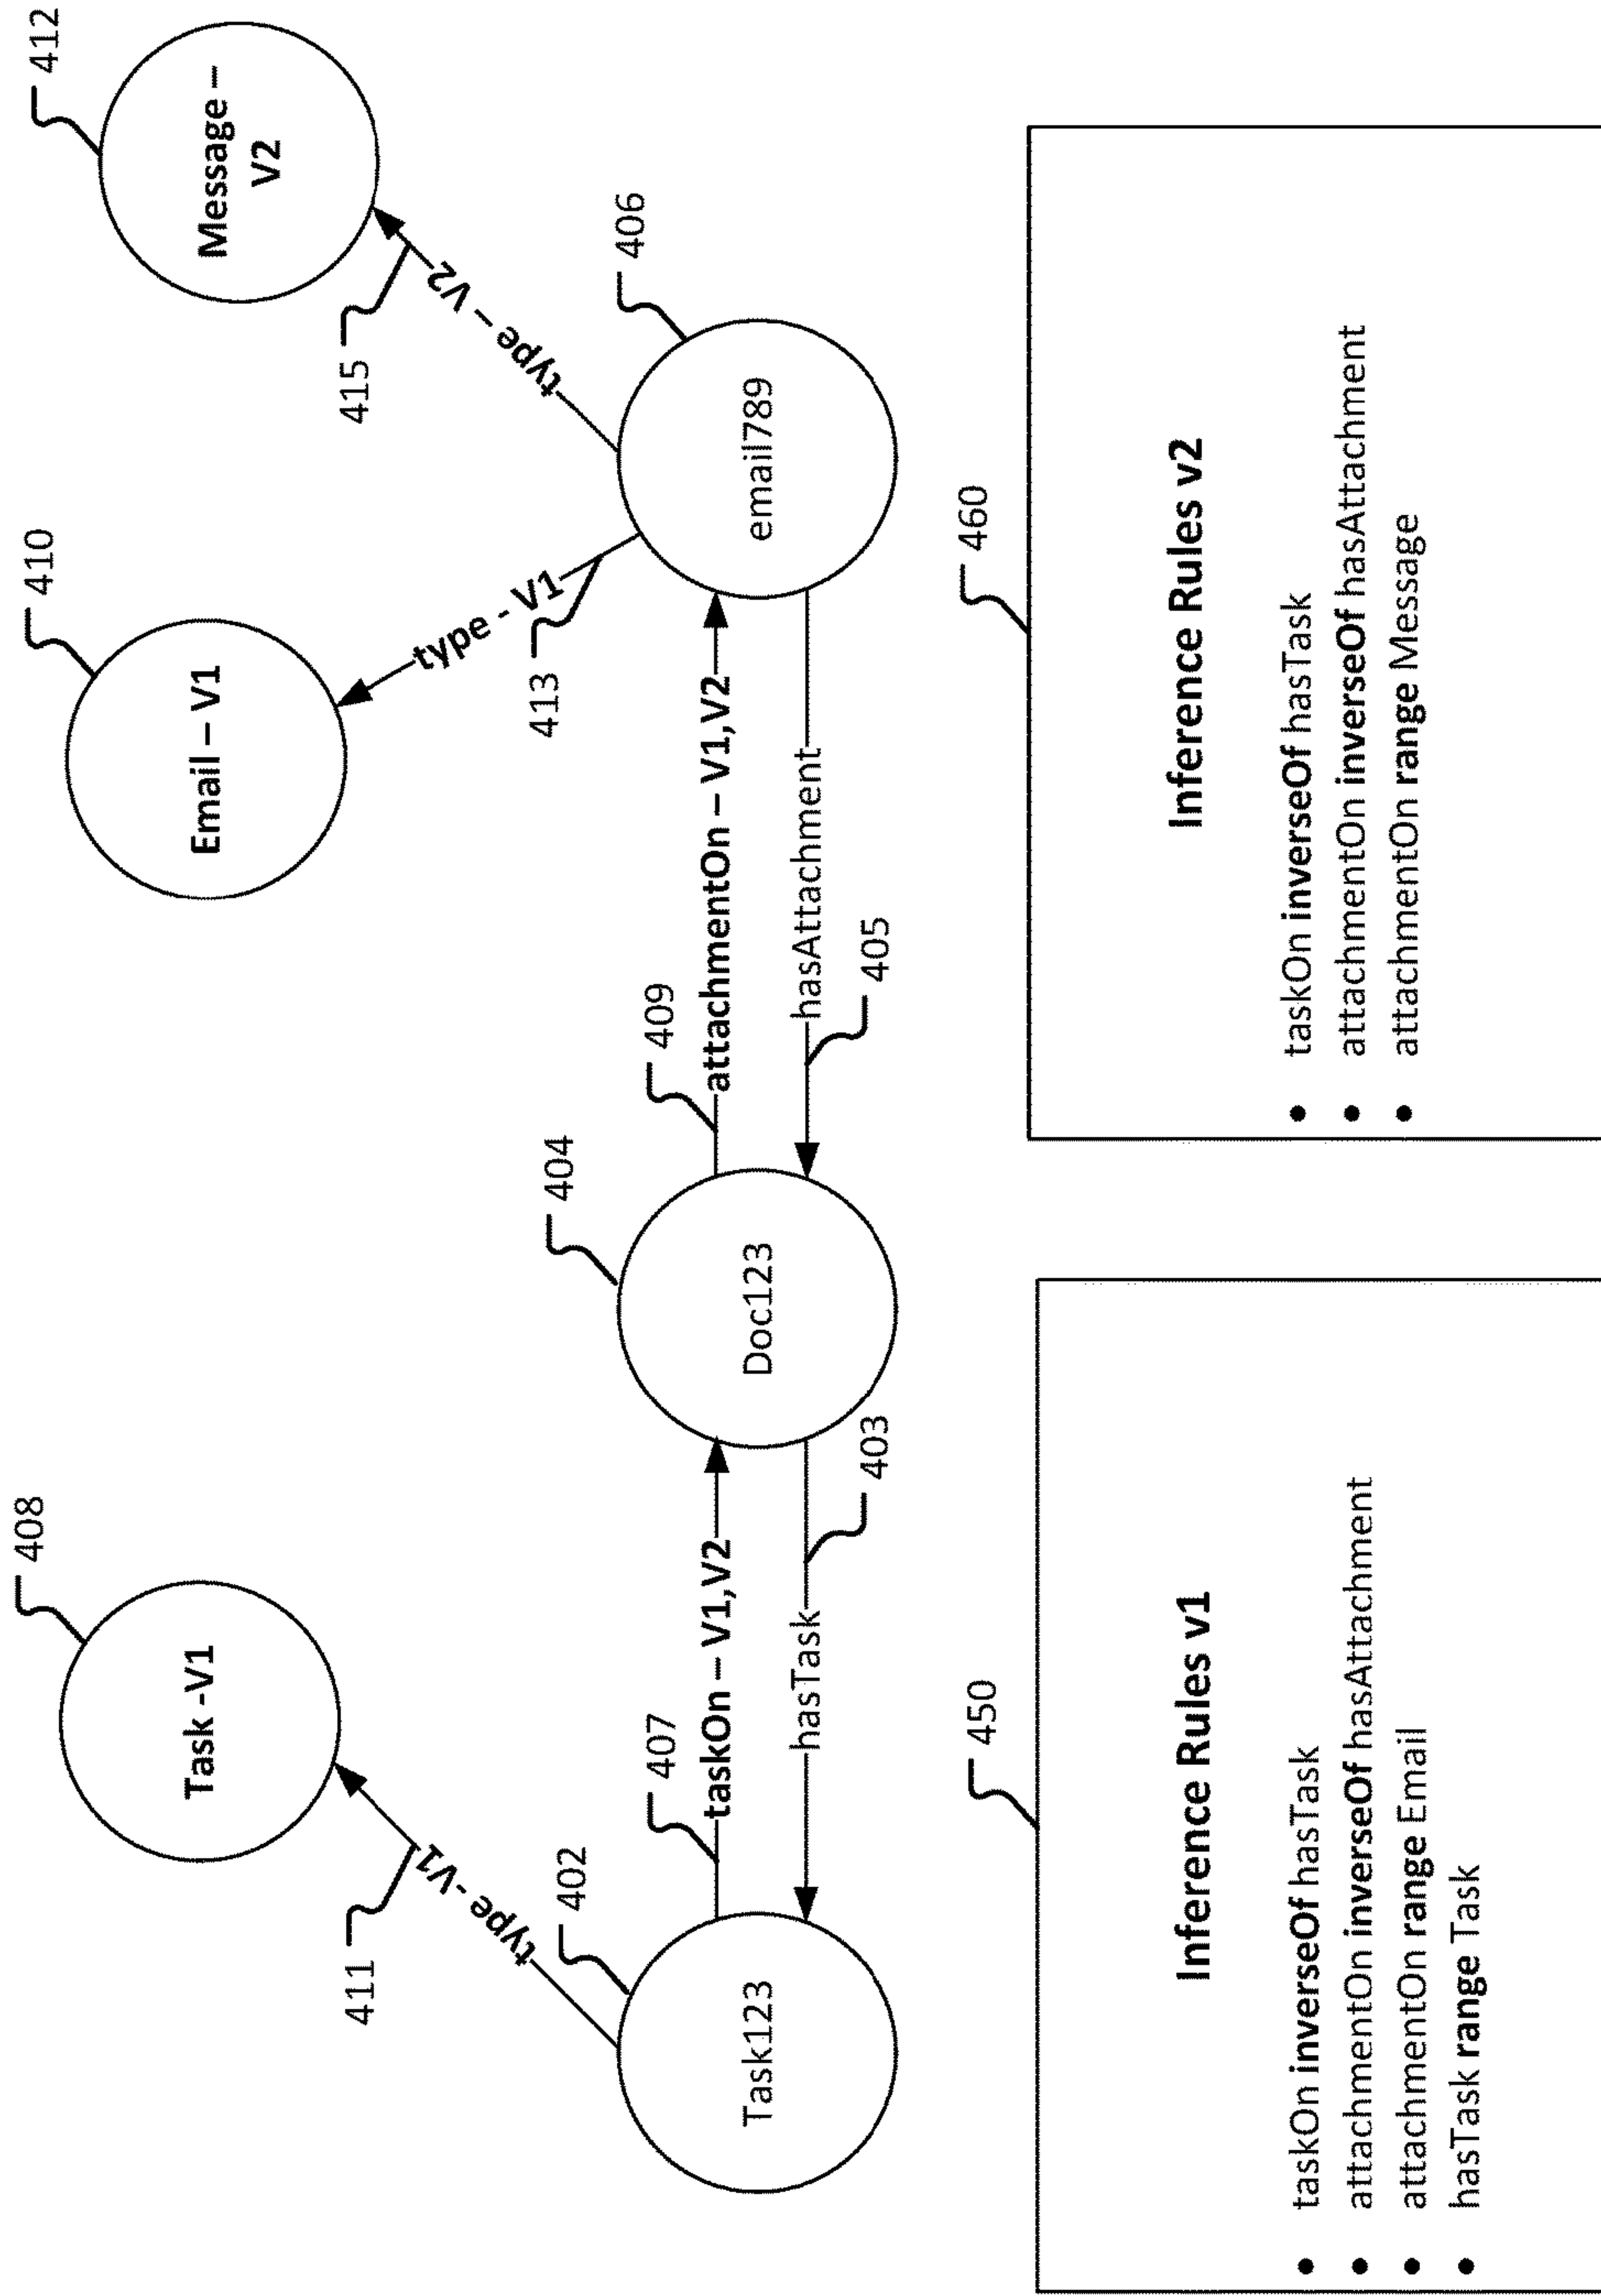 408
Task -V1
410
Email – V1
412
Message –
V2
411
type -V1
413
type - V1
415
type – V2
402
Task123
407
taskOn – V1,V2
hasTask
403
404
Doc123
409
attachmentOn – V1,V2
hasAttachment
405
406
email789
450
Inference Rules v1
• taskOn inverseOf hasTask
• attachmentOn inverseOf hasAttachment
• attachmentOn range Email
• hasTask range Task
460
Inference Rules v2
• taskOn inverseOf hasTask
• attachmentOn inverseOf hasAttachment
• attachmentOn range Message